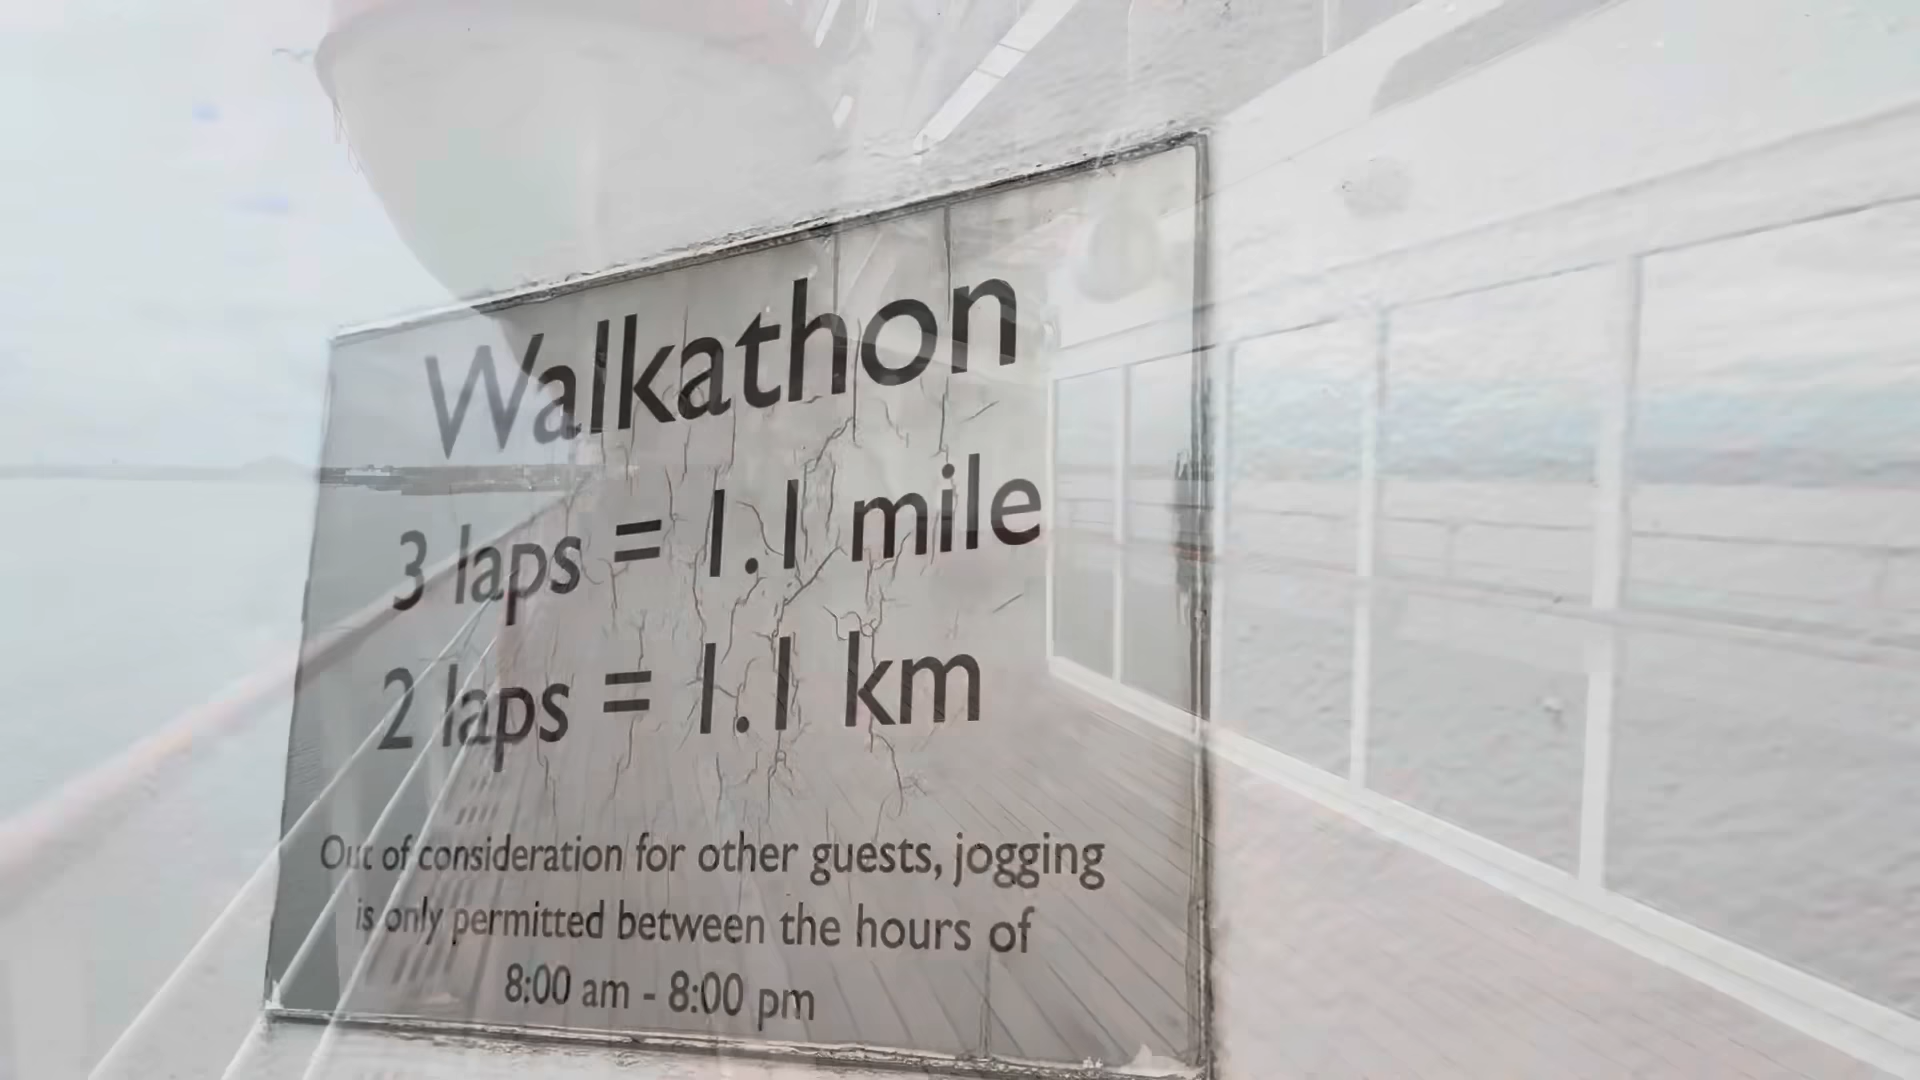 Walkathon
3 laps = 1.1 mile
2 laps = 1.1 km
Out of consideration for other guests, jogging
is only permitted between the hours of
8:00 am - 8:00 pm